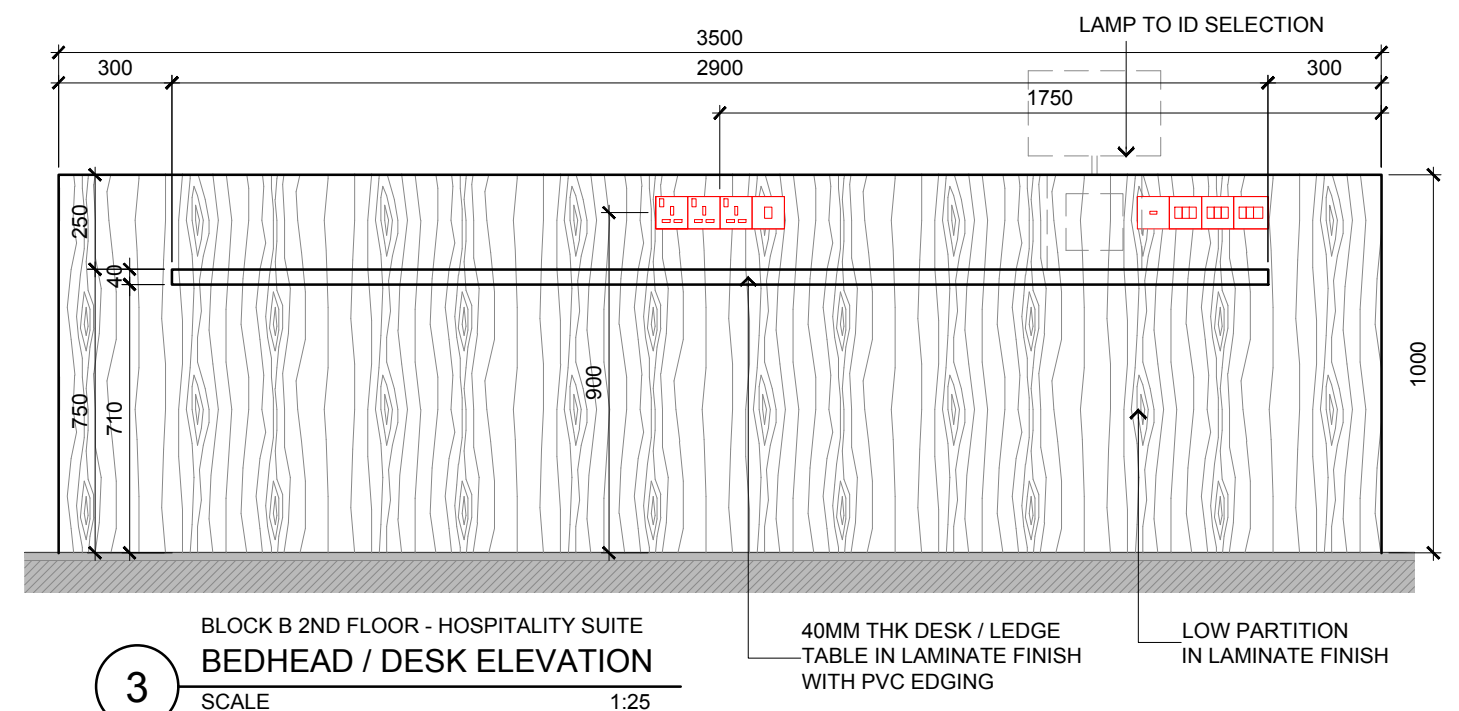 LAMP TO ID SELECTION
3500
300
2900
300
1750
250
40
900
1000
750
710
BLOCK B 2ND FLOOR - HOSPITALITY SUITE
BEDHEAD / DESK ELEVATION
3
SCALE 1:25
40MM THK DESK / LEDGE
TABLE IN LAMINATE FINISH
WITH PVC EDGING
LOW PARTITION
IN LAMINATE FINISH